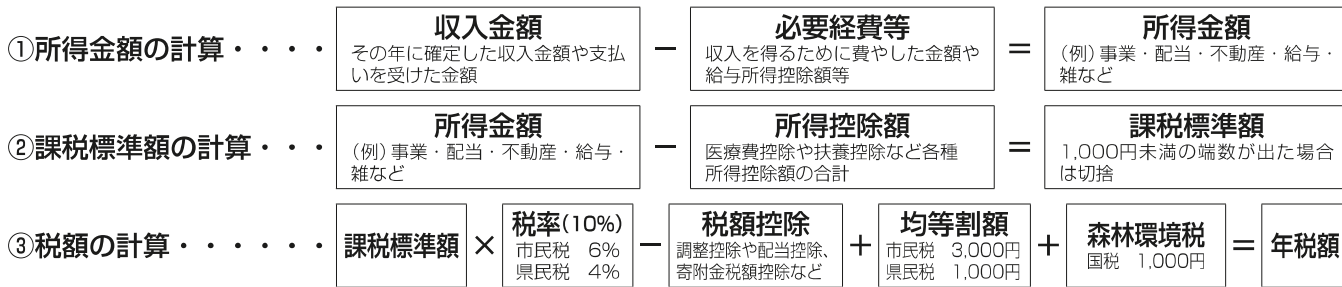 ①所得金額の計算・・・・ 収入金額 － 必要経費等 ＝ 所得金額
その年に確定した収入金額や支払 収入を得るために費やした金額や (例)事業・配当・不動産・給与・
いを受けた金額 給与所得控除額等 雑など
②課税標準額の計算・・・ 所得金額 － 所得控除額 ＝ 課税標準額
(例)事業・配当・不動産・給与・ 医療費控除や扶養控除など各種 1,000円未満の端数が出た場合
雑など 所得控除額の合計 は切捨
③税額の計算・・・・・・ 課税標準額 × 税率(10%) － 税額控除 ＋ 均等割額 ＋ 森林環境税 ＝ 年税額
市民税 6% 調整控除や配当控除、 市民税 3,000円 国税 1,000円
県民税 4% 寄附金税額控除など 県民税 1,000円